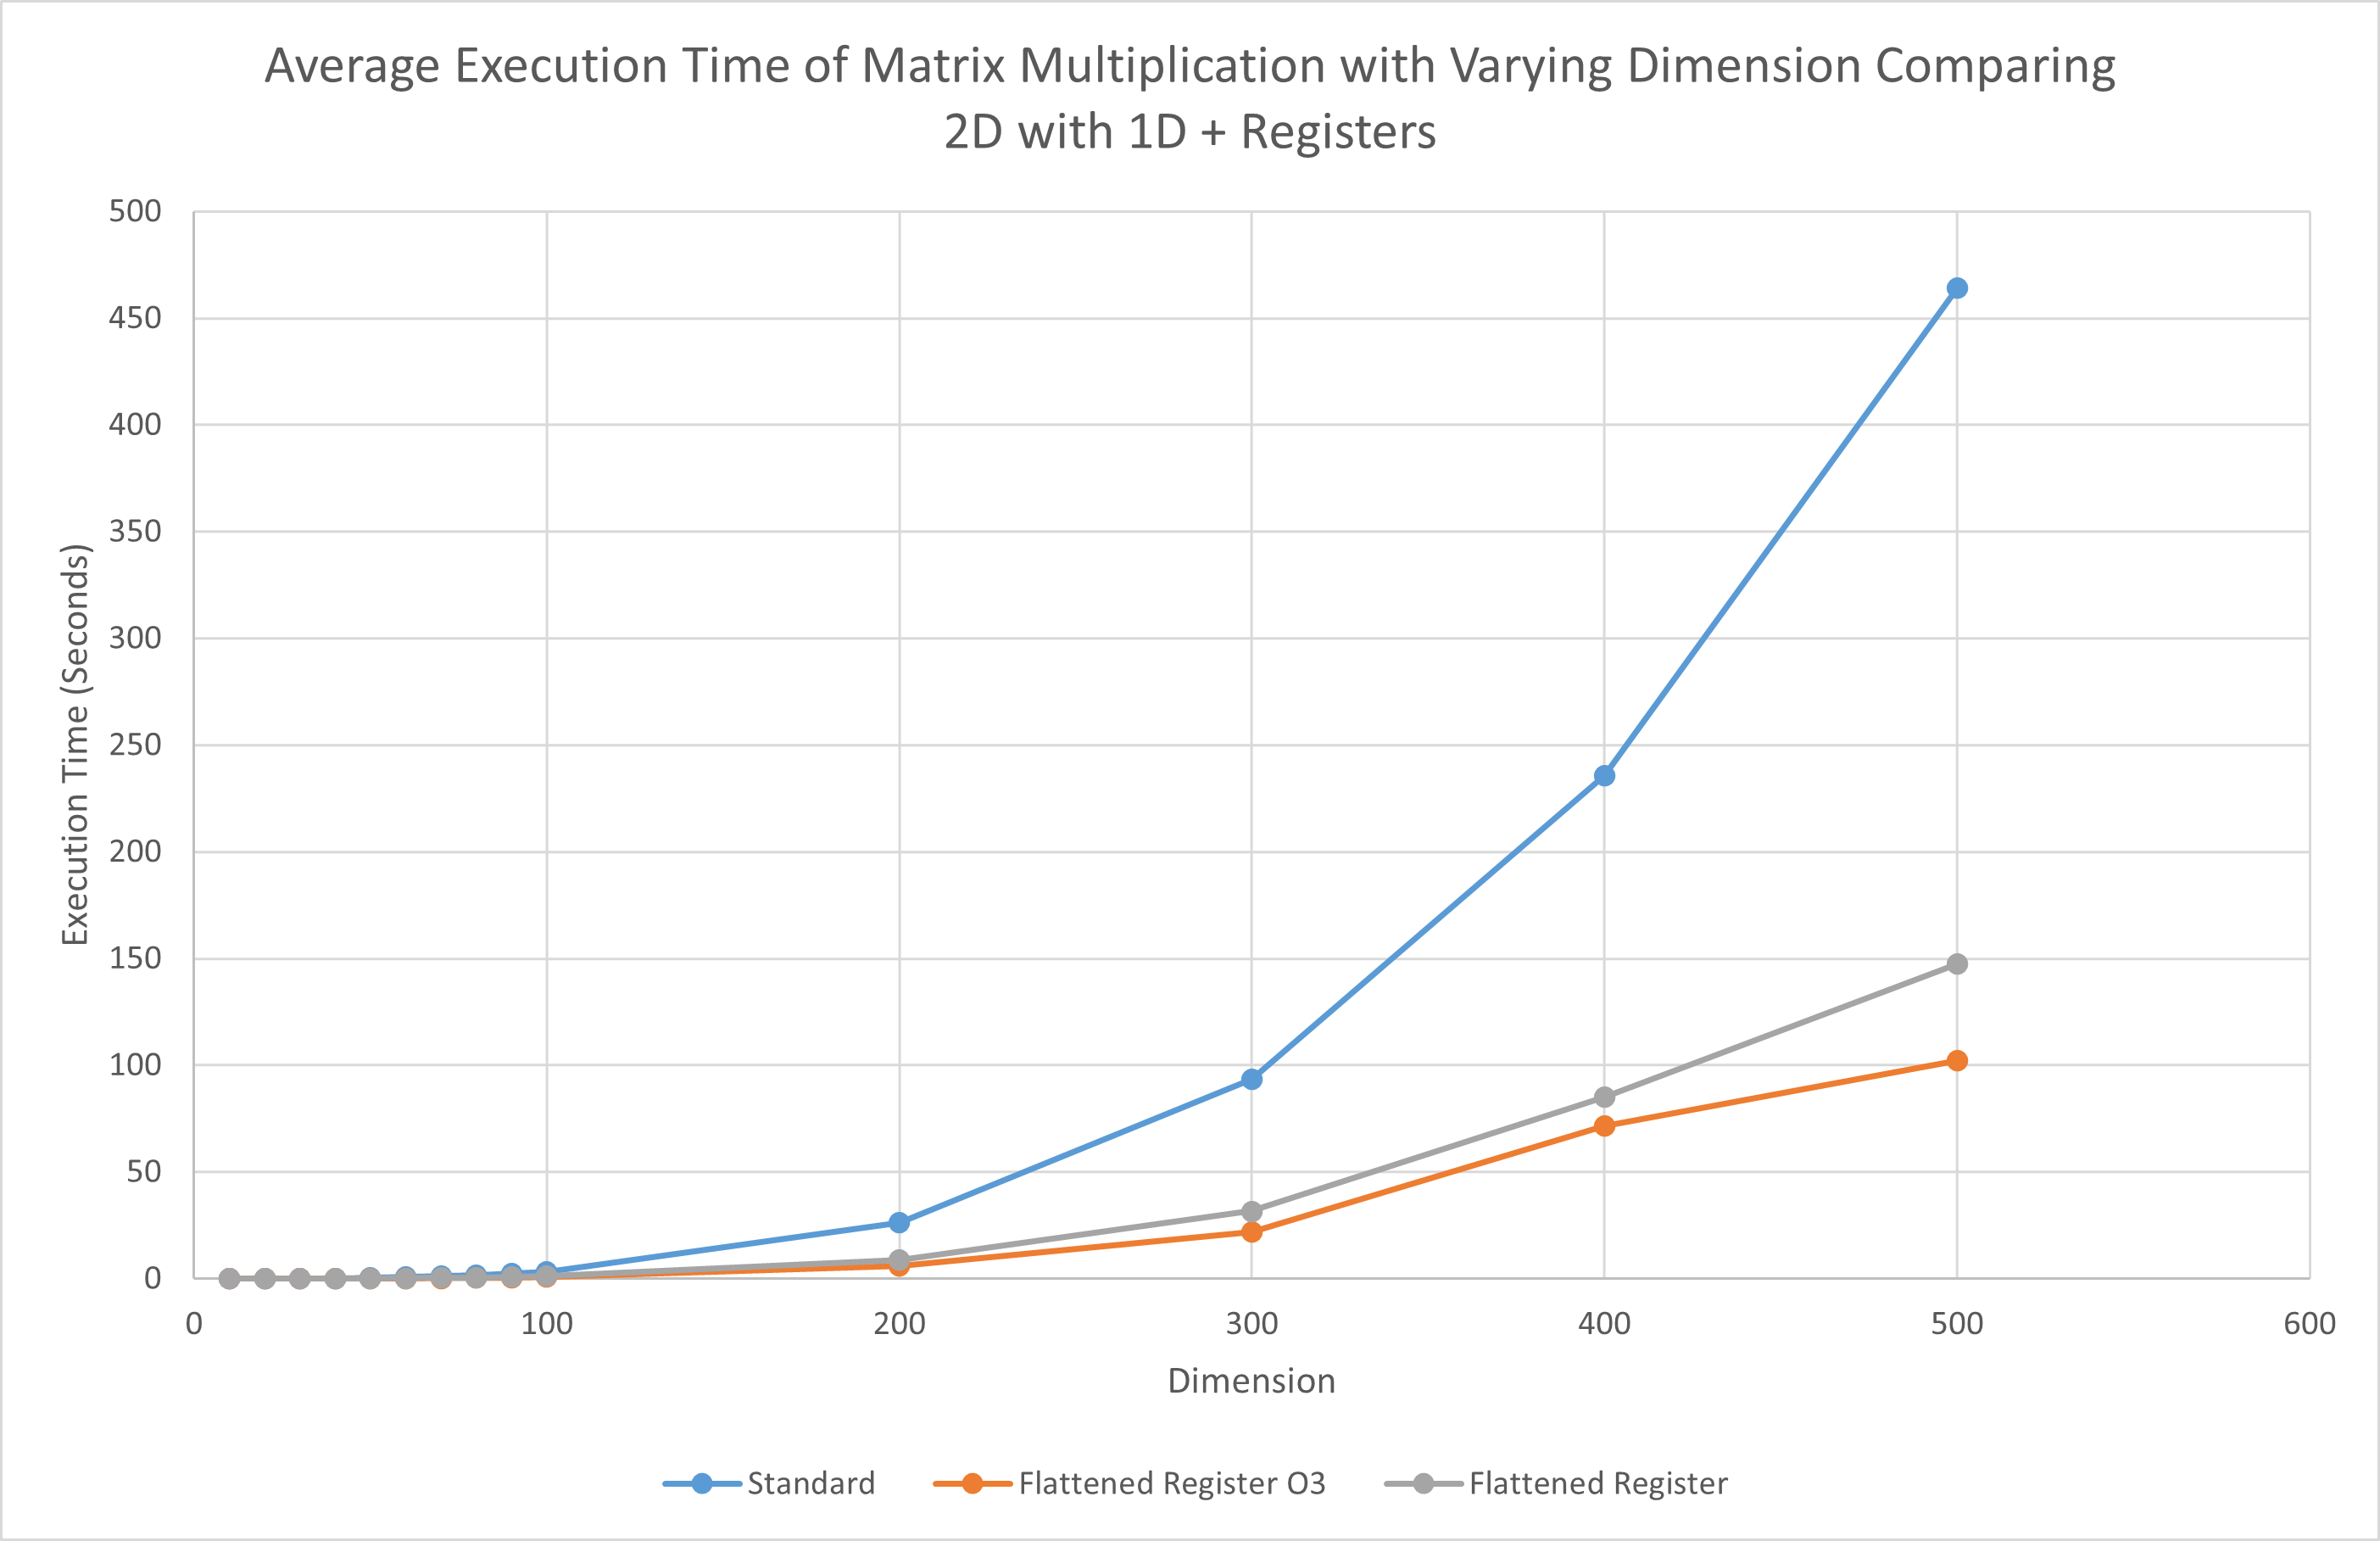 Average Execution Time of Matrix Multiplication with Varying Dimension Comparing
2D with 1D + Registers
Execution Time (Seconds)
500
450
400
350
300
250
200
150
100
50
0
0 100 200 300 400 500 600
Dimension
Standard Flattened Register O3 Flattened Register